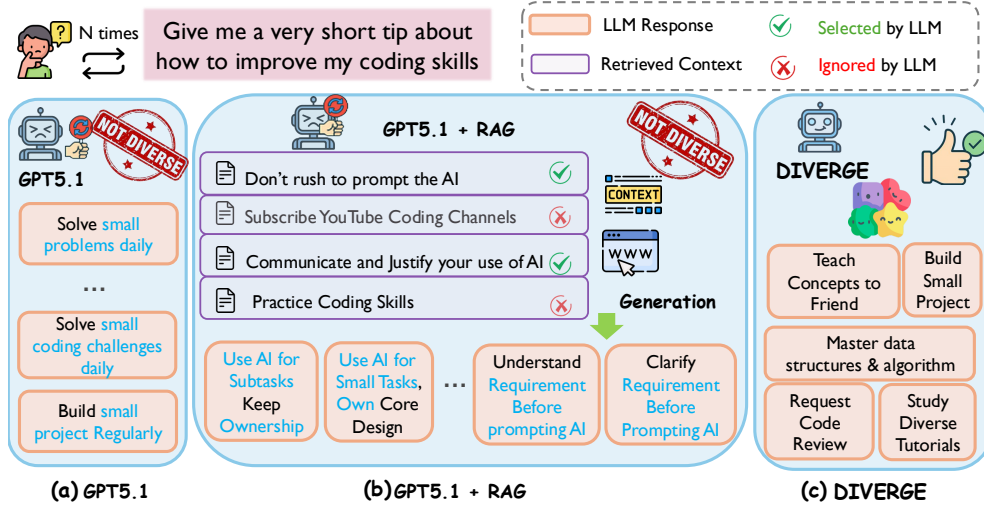 N times
Give me a very short tip about
how to improve my coding skills
LLM Response
Selected by LLM
Retrieved Context
Ignored by LLM
NOT DIVERSE
GPT5.1
Solve small
problems daily
...
Solve small
coding challenges
daily
Build small
project Regularly
(a) GPT5.1
GPT5.1 + RAG
NOT DIVERSE
Don't rush to prompt the AI
Subscribe YouTube Coding Channels
Communicate and Justify your use of AI
Practice Coding Skills
CONTEXT
WWW
Generation
Use AI for
Subtasks
Keep
Ownership
Use AI for
Small Tasks,
Own Core
Design
...
Understand
Requirement
Before
prompting AI
Clarify
Requirement
Before
Prompting AI
(b) GPT5.1 + RAG
DIVERGE
Teach
Concepts to
Friend
Build
Small
Project
Master data
structures & algorithm
Request
Code
Review
Study
Diverse
Tutorials
(c) DIVERGE